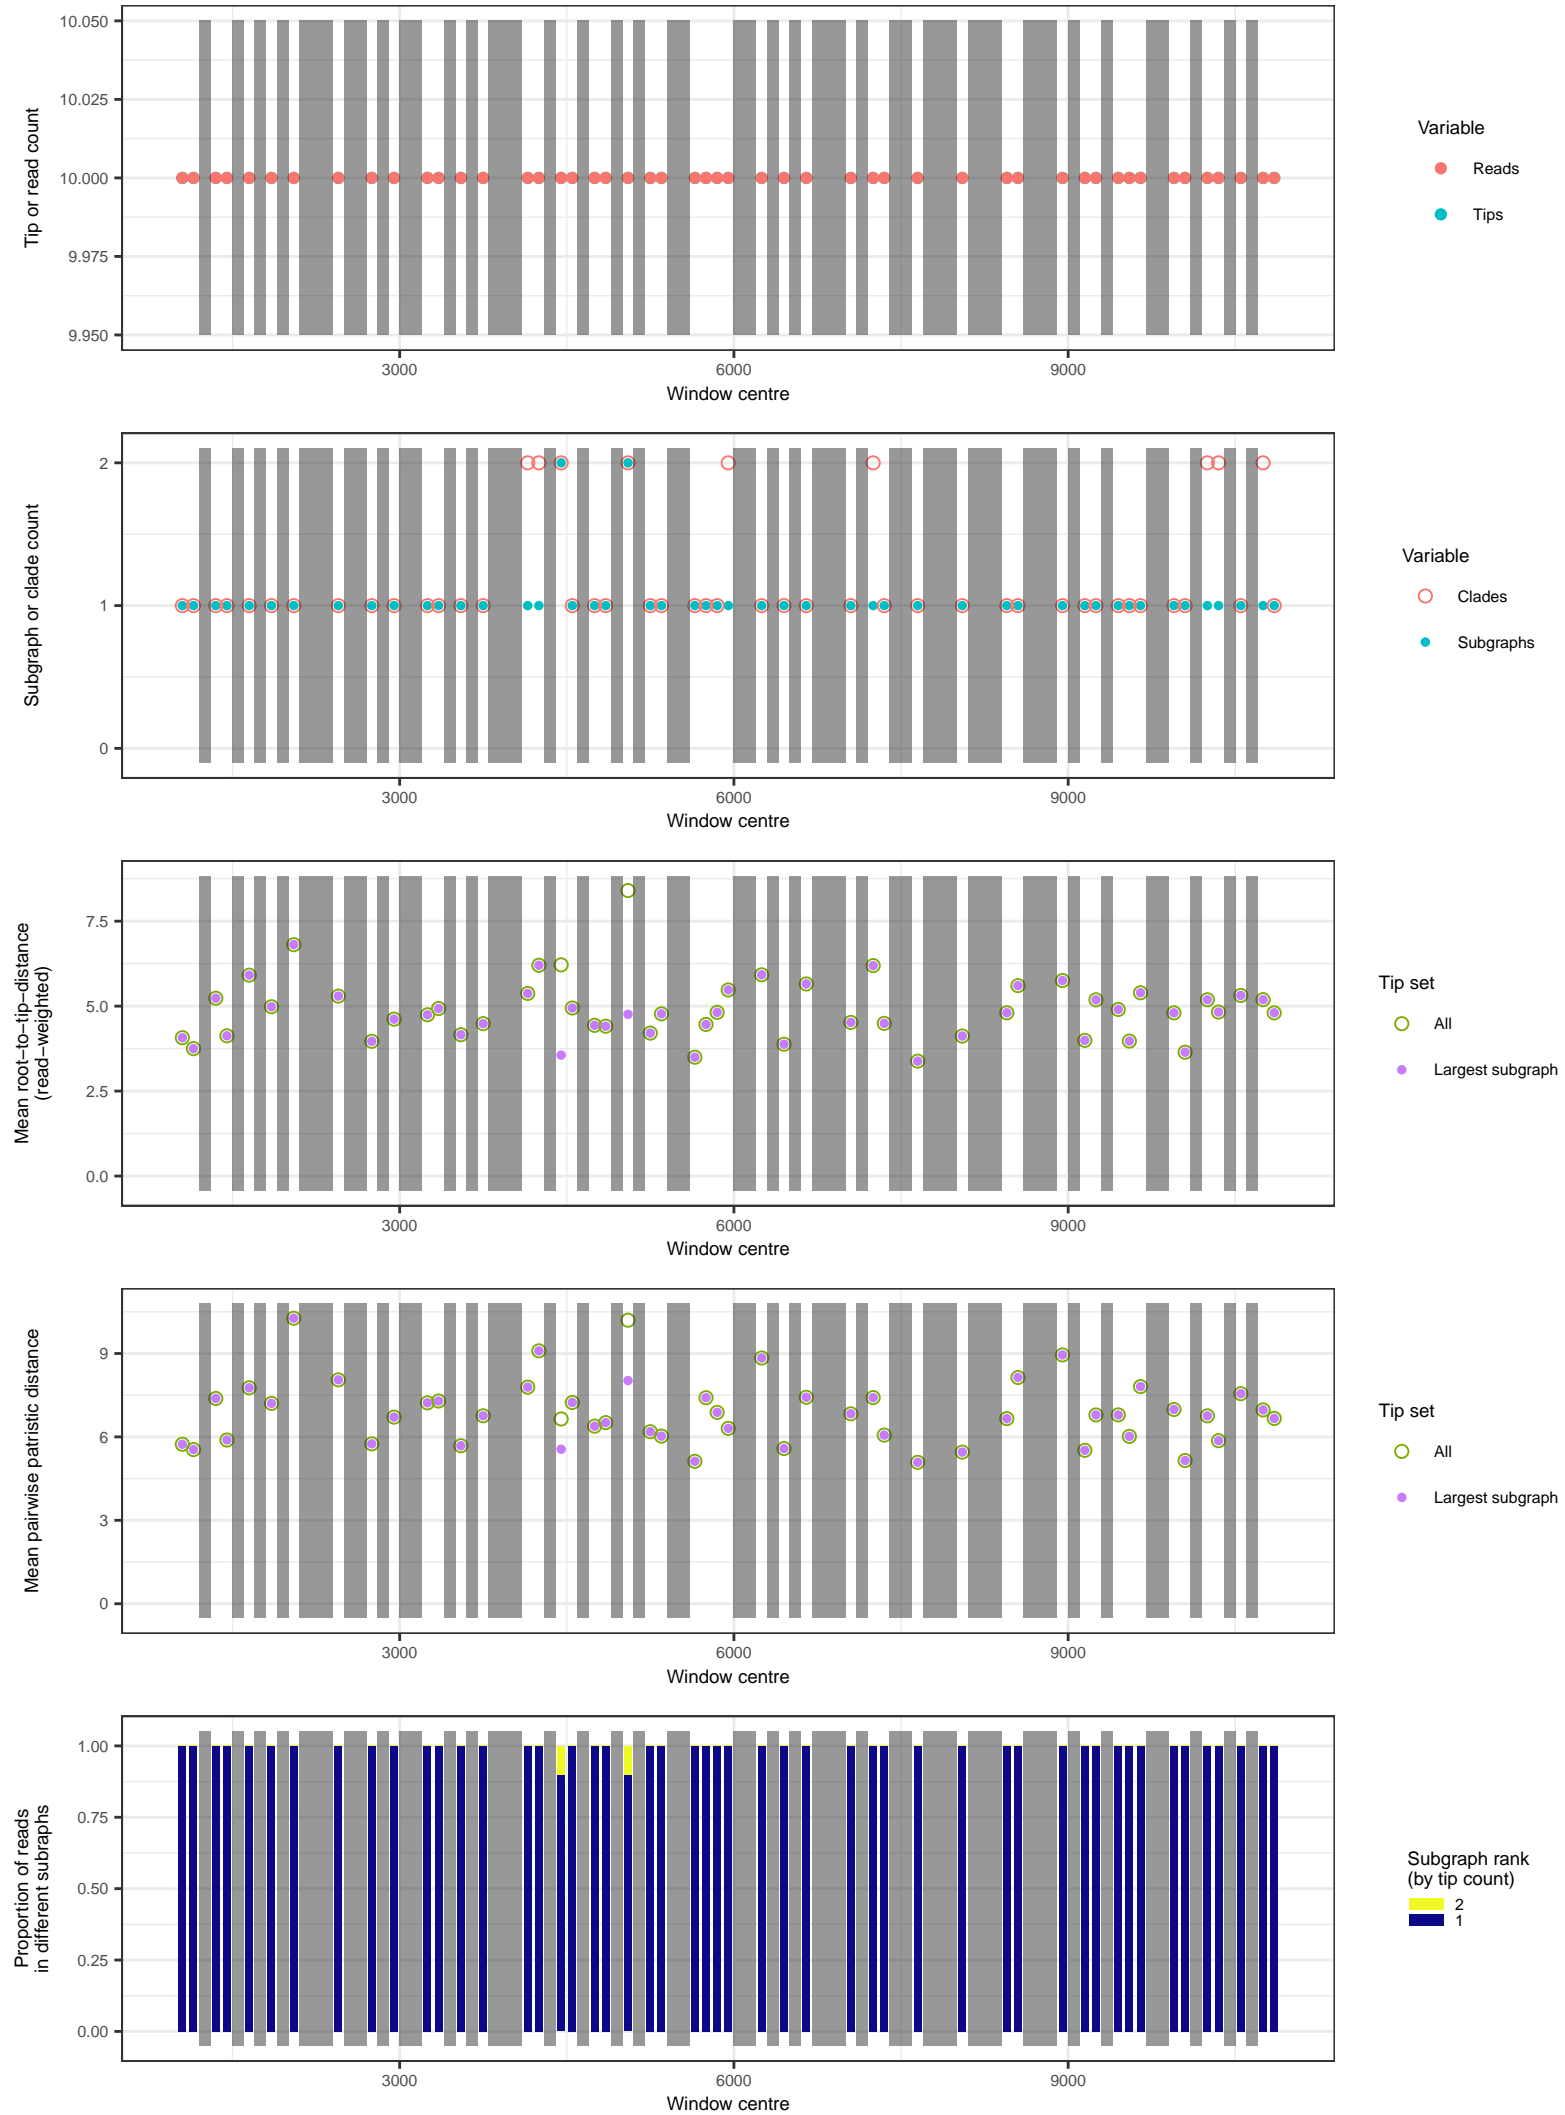 10.050
10.025
10.000
9.975
9.950
Tip or read count
3000
6000
9000
Window centre
Variable
Reads
Tips
2
1
0
Subgraph or clade count
3000
6000
9000
Window centre
Variable
Clades
Subgraphs
7.5
5.0
2.5
0.0
Mean root−to−tip−distance
(read−weighted)
3000
6000
9000
Window centre
Tip set
All
Largest subgraph
9
6
3
0
Mean pairwise patristic distance
3000
6000
9000
Window centre
Tip set
All
Largest subgraph
1.00
0.75
0.50
0.25
0.00
Proportion of reads
in different subraphs
3000
6000
9000
Window centre
Subgraph rank
(by tip count)
2
1